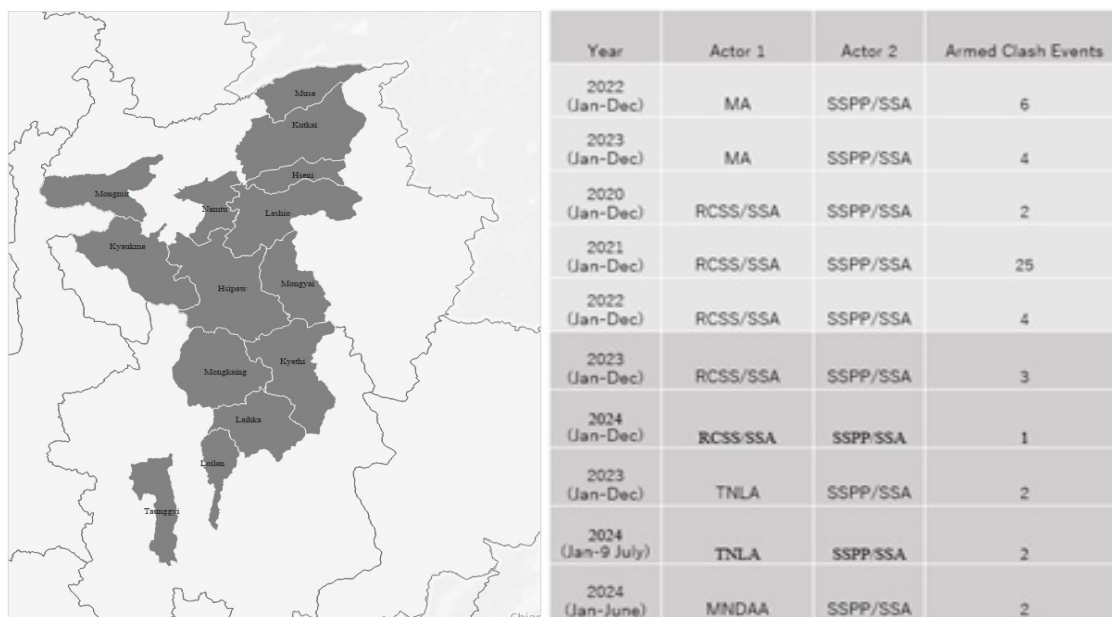 Muse
Kutkai
Hseni
Mongmit
Namtu
Lashio
Kyaukme
Hsipaw
Mongyai
Kyethi
Mongkaing
Laihka
Loilen
Taunggyi
Year Actor 1 Actor 2 Armed Clash Events
2022
(Jan-Dec) MA SSPP/SSA 6
2023
(Jan-Dec) MA SSPP/SSA 4
2020
(Jan-Dec) RCSS/SSA SSPP/SSA 2
2021
(Jan-Dec) RCSS/SSA SSPP/SSA 25
2022
(Jan-Dec) RCSS/SSA SSPP/SSA 4
2023
(Jan-Dec) RCSS/SSA SSPP/SSA 3
2024
(Jan-Dec) RCSS/SSA SSPP/SSA 1
2023
(Jan-Dec) TNLA SSPP/SSA 2
2024
(Jan-9 July) TNLA SSPP/SSA 2
2024
(Jan-June) MNDAA SSPP/SSA 2